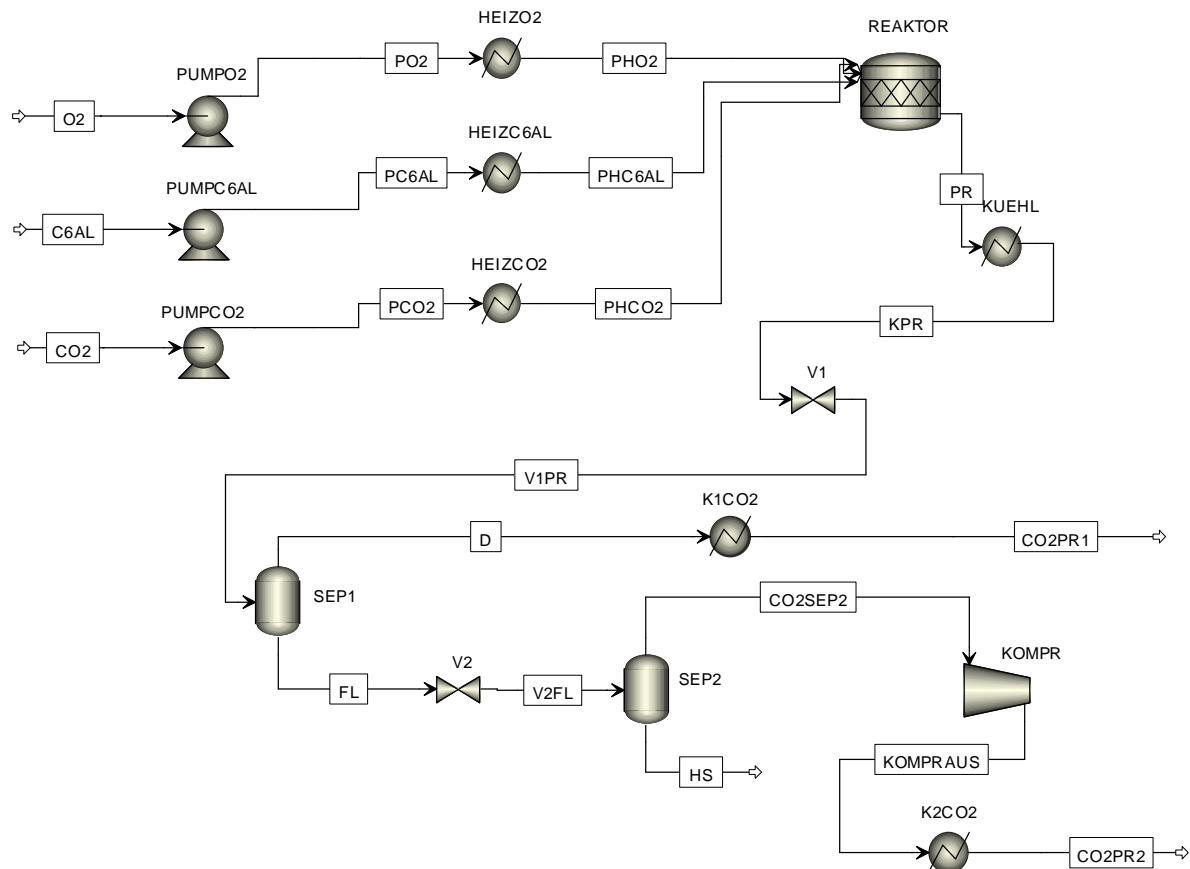 HEIZO2
REAKTOR
PO2
PHO2
PUMPO2
O2
HEIZC6AL
PC6AL
PHC6AL
PUMPC6AL
C6AL
PR
KUEHL
HEIZCO2
PCO2
PHCO2
PUMPCO2
CO2
KPR
V1
V1PR
K1CO2
D
CO2PR1
SEP1
CO2SEP2
KOMPR
V2
SEP2
FL
V2FL
HS
KOMPRAUS
K2CO2
CO2PR2